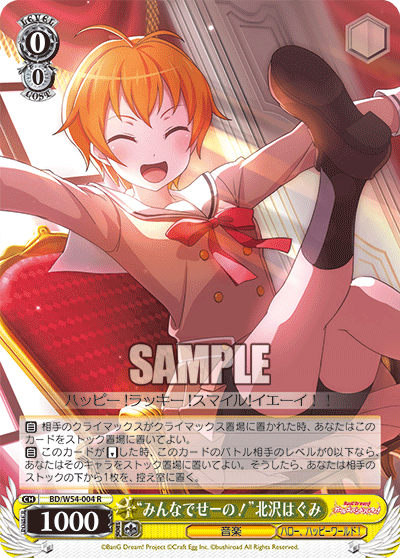 LEVEL
0
0
COST
SAMPLE
ハッピー！ラッキー！スマイル！イエーイ！！
相手のクライマックスがクライマックス置場に置かれた時、あなたはこの
カードをストック置場に置いてよい。
このカードが した時、このカードのバトル相手のレベルが0以下なら、
あなたはそのキャラをストック置場に置いてよい。そうしたら、あなたは相手の
ストックの下から1枚を、控え室に置く。
CH BD/W54-004 R
1000
“みんなでせーの！”北沢はぐみ
音楽
ハロー、ハッピーワールド！
©BanG Dream! Project ©Craft Egg Inc. ©bushiroad All Rights Reserved.